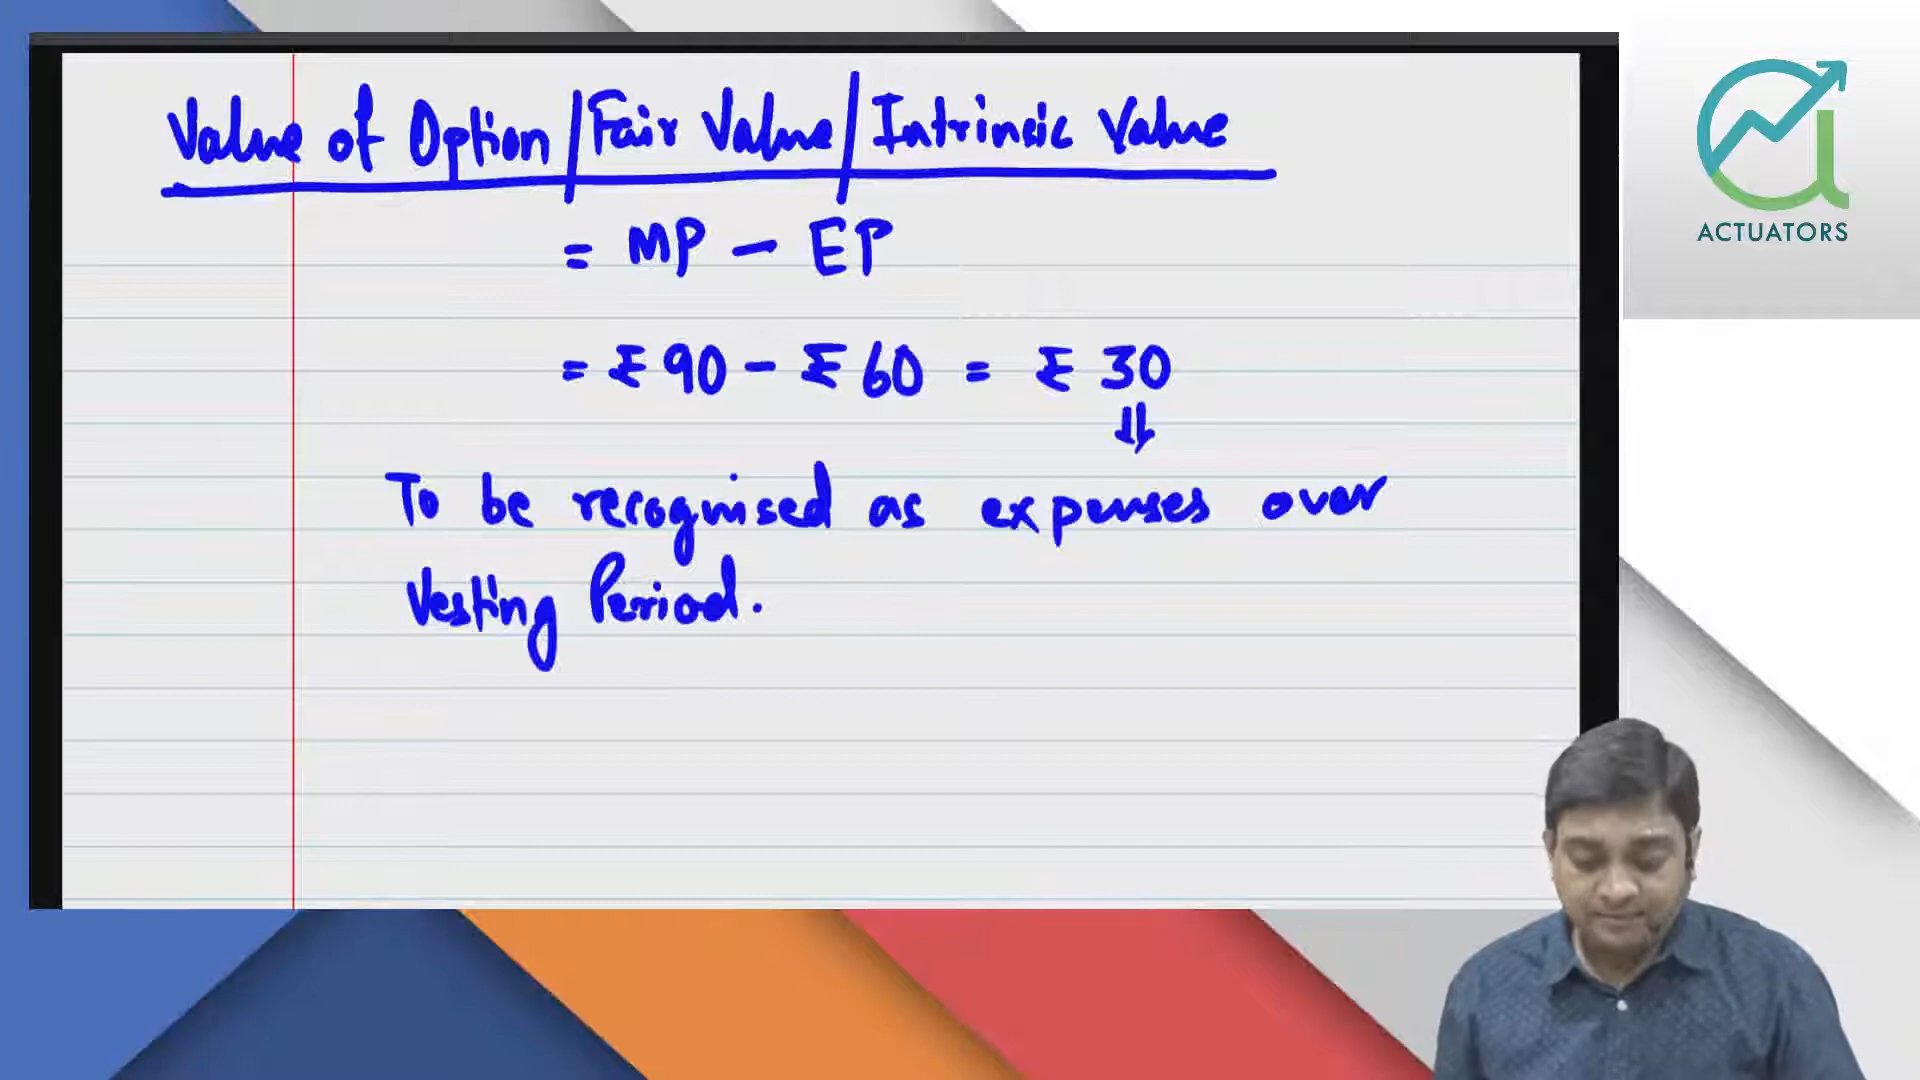 Value of Option / Fair Value / Intrinsic Value
= MP - EP
= ₹ 90 - ₹ 60 = ₹ 30
⇓
To be recognised as expenses over
Vesting Period.
ACTUATORS